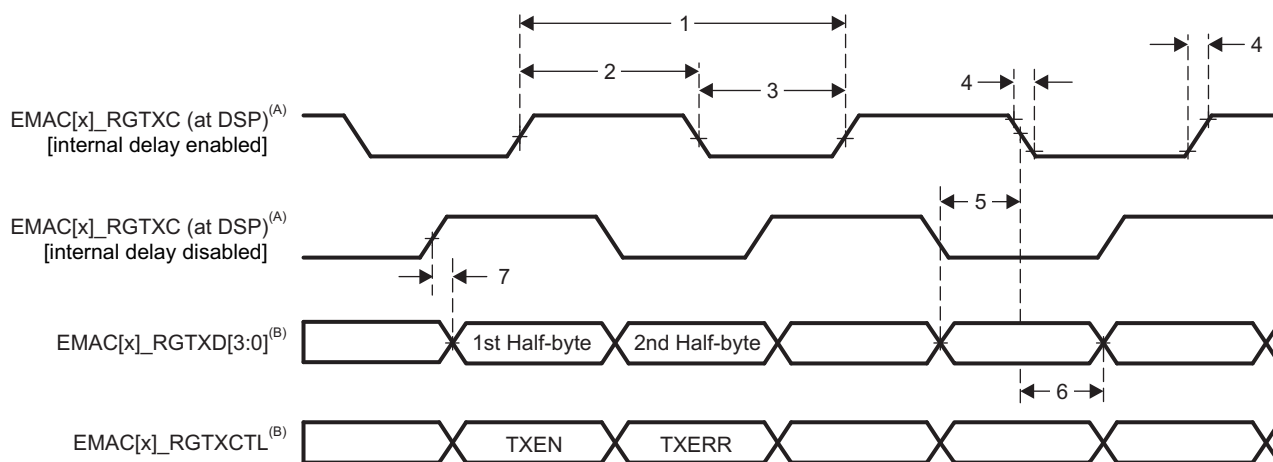 1
2
3
4
4
EMAC[x]_RGTXC (at DSP)(A)
[internal delay enabled]
5
EMAC[x]_RGTXC (at DSP)(A)
[internal delay disabled]
7
EMAC[x]_RGTXD[3:0](B)
1st Half-byte
2nd Half-byte
6
EMAC[x]_RGTXCTL(B)
TXEN
TXERR